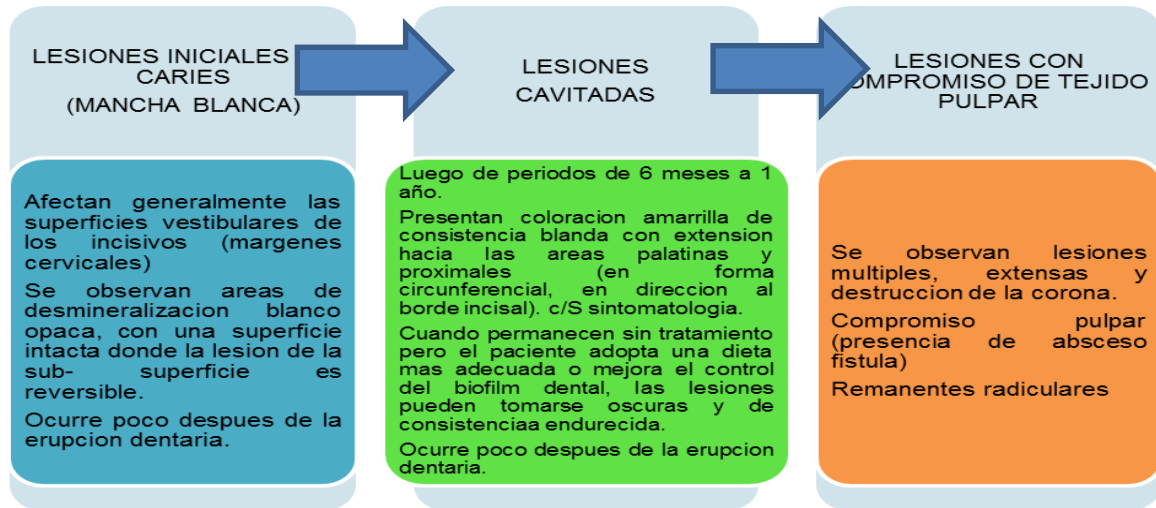 LESIONES INICIALES
CARIES
(MANCHA BLANCA)
Afectan generalmente las
superficies vestibulares de
los incisivos (margenes
cervicales)
Se observan areas de
desmineralizacion blanco
opaca, con una superficie
intacta donde la lesion de la
sub- superficie es
reversible.
Ocurre poco despues de la
erupcion dentaria.
LESIONES
CAVITADAS
Luego de periodos de 6 meses a 1
año.
Presentan coloracion amarrilla de
consistencia blanda con extension
hacia las areas palatinas y
proximales (en forma
circunferencial, en direccion al
borde incisal). c/S sintomatologia.
Cuando permanecen sin tratamiento
pero el paciente adopta una dieta
mas adecuada o mejora el control
del biofilm dental, las lesiones
pueden tomarse oscuras y de
consistenciaa endurecida.
Ocurre poco despues de la erupcion
dentaria.
LESIONES CON
OMPROMISO DE TEJIDO
PULPAR
Se observan lesiones
multiples, extensas y
destruccion de la corona.
Compromiso pulpar
(presencia de absceso
fistula)
Remanentes radiculares